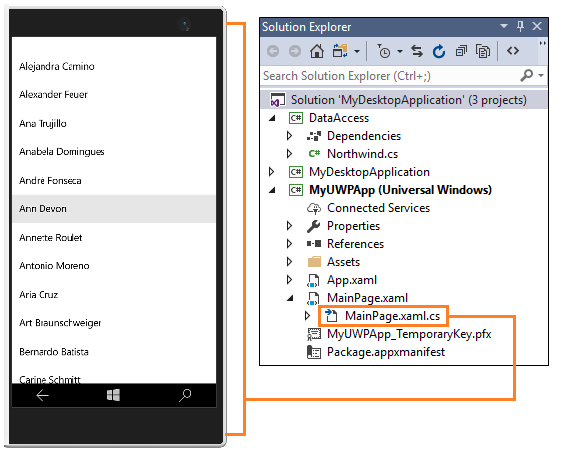 Alejandra Camino
Alexander Feuer
Ana Trujillo
Anabela Domingues
André Fonseca
Ann Devon
Annette Roulet
Antonio Moreno
Aria Cruz
Art Braunschweiger
Bernardo Batista
Carine Schmitt
Solution Explorer
Search Solution Explorer (Ctrl+;)
Solution 'MyDesktopApplication' (3 projects)
C# DataAccess
Dependencies
C# Northwind.cs
C# MyDesktopApplication
C# MyUWPApp (Universal Windows)
Connected Services
Properties
References
Assets
App.xaml
MainPage.xaml
MainPage.xaml.cs
MyUWPApp_TemporaryKey.pfx
Package.appxmanifest